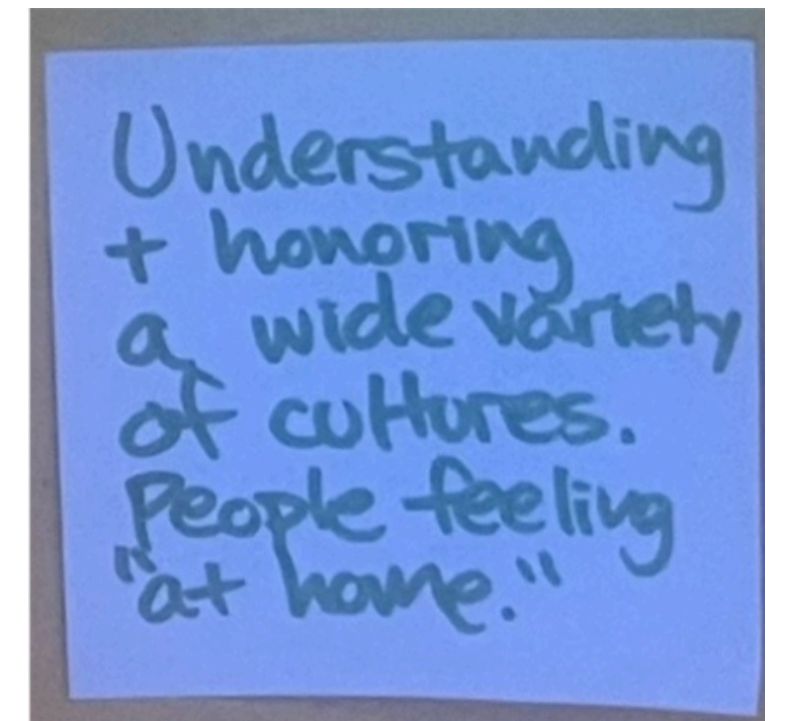 Understanding
+ honoring
a wide variety
of cultures.
People feeling
"at home."